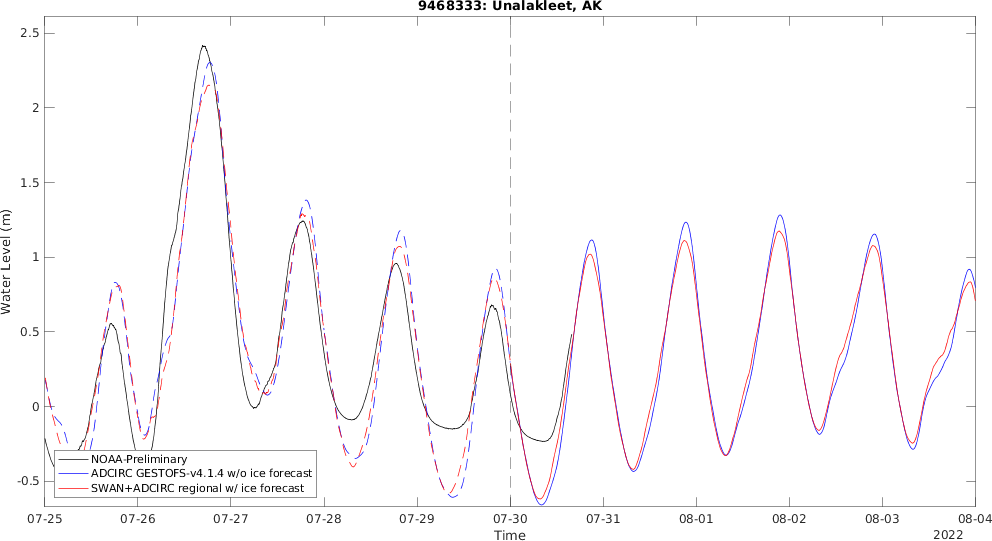 9468333: Unalakleet, AK
2.5
2
1.5
1
0.5
0
-0.5
Water Level (m)
NOAA-Preliminary
ADCIRC GESTOFS-v4.1.4 w/o ice forecast
SWAN+ADCIRC regional w/ ice forecast
07-25 07-26 07-27 07-28 07-29 07-30 07-31 08-01 08-02 08-03 08-04
Time
2022